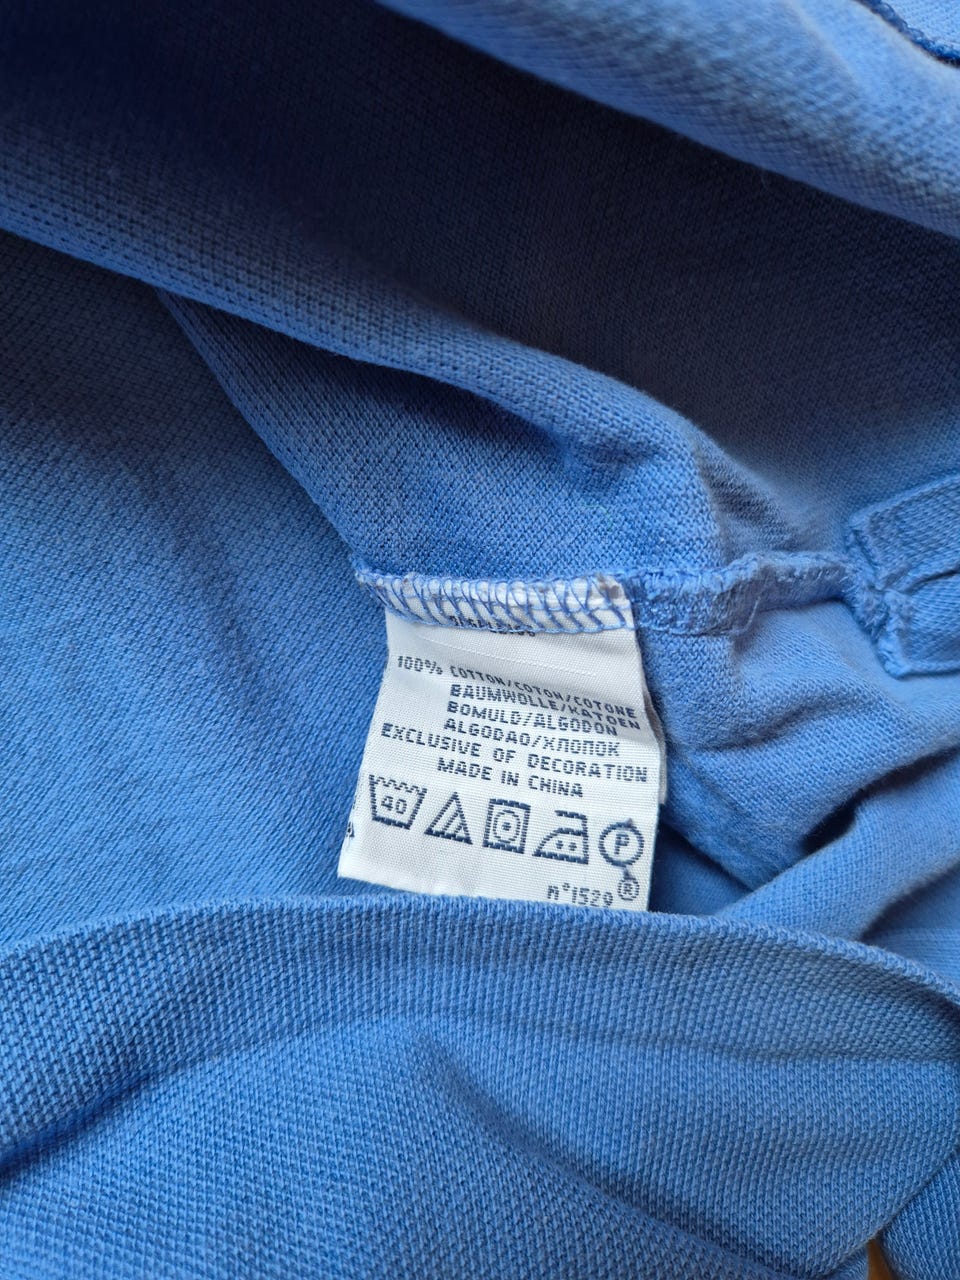 100% COTTON/COTON/COTONE
BAUMWOLLE/KATOEN
BOMULD/ALGODON
ALGODAO/ХЛОПОК
EXCLUSIVE OF DECORATION
MADE IN CHINA
40
P
n°1529 ®